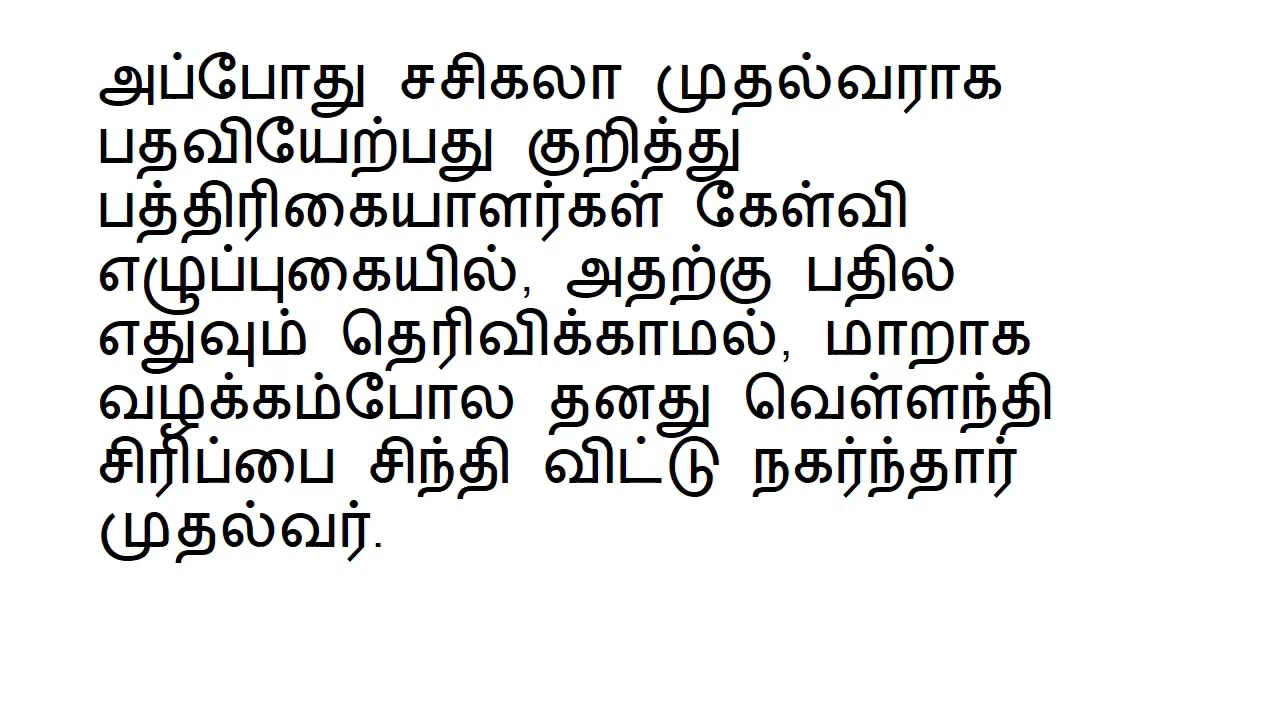 அப்போது சசிகலா முதல்வராக
பதவியேற்பது குறித்து
பத்திரிகையாளர்கள் கேள்வி
எழுப்புகையில், அதற்கு பதில்
எதுவும் தெரிவிக்காமல், மாறாக
வழக்கம்போல தனது வெள்ளந்தி
சிரிப்பை சிந்தி விட்டு நகர்ந்தார்
முதல்வர்.